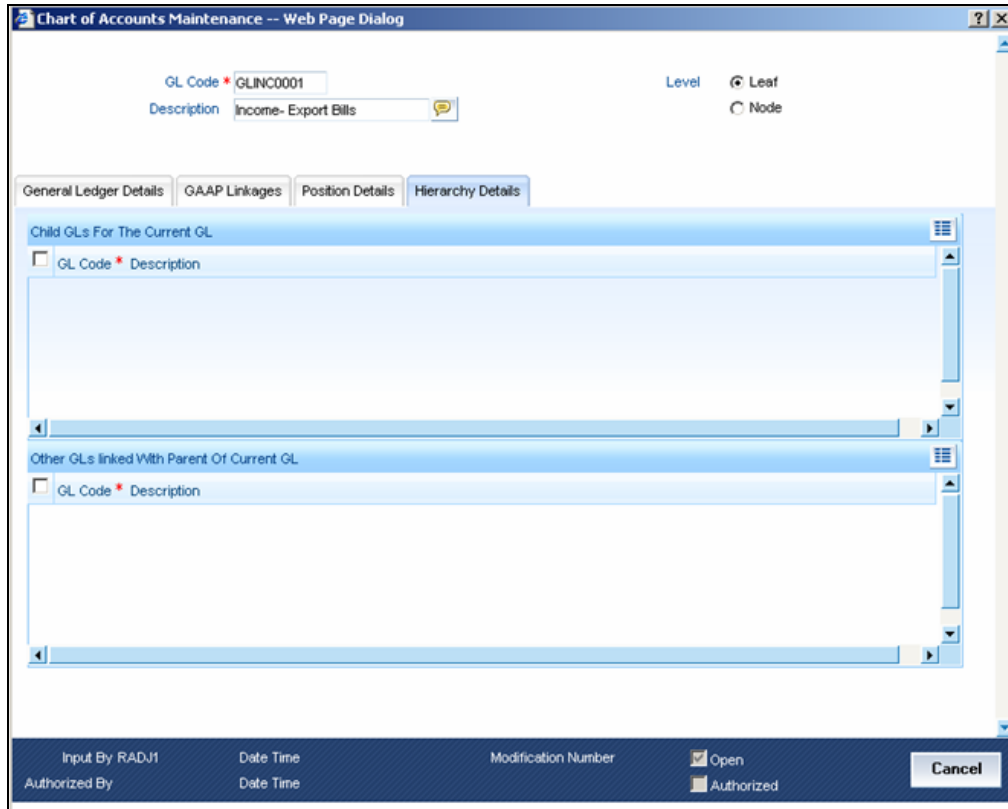 Chart of Accounts Maintenance -- Web Page Dialog
GL Code * GLINC0001 Level Leaf
Description Income- Export Bills Node
General Ledger Details GAAP Linkages Position Details Hierarchy Details
Child GLs For The Current GL
GL Code * Description
Other GLs linked With Parent Of Current GL
GL Code * Description
Input By RADJ1 Date Time Modification Number Open
Authorized By Date Time Authorized
Cancel